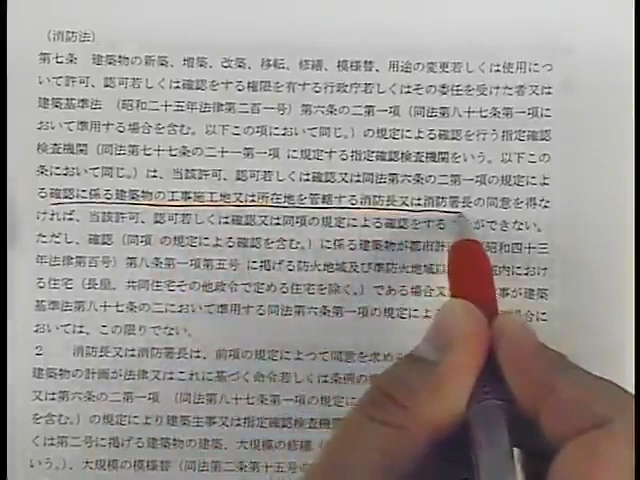 （消防法）
第七条　建築物の新築、増築、改築、移転、修繕、模様替、用途の変更若しくは使用につ
いて許可、認可若しくは確認をする権限を有する行政庁若しくはその委任を受けた者又は
建築基準法　（昭和二十五年法律第二百一号）第六条の二第一項（同法第八十七条第一項に
おいて準用する場合を含む。以下この項において同じ。）の規定による確認を行う指定確認
検査機関（同法第七十七条の二十一第一項 に規定する指定確認検査機関をいう。以下この
条において同じ。）は、当該許可、認可若しくは確認又は同法第六条の二第一項の規定によ
る確認に係る建築物の工事施工地又は所在地を管轄する消防長又は消防署長の同意を得な
ければ、当該許可、認可若しくは確認又は同項の規定による確認をする ができない。
ただし、確認（同項 の規定による確認を含む。）に係る建築物が都市計 昭和四十三
年法律第百号）第八条第一項第五号 に掲げる防火地域及び準防火地域以 域内におけ
る住宅（長屋、共同住宅その他政令で定める住宅を除く。）である場合又 事が建築
基準法第八十七条の二において準用する同法第六条第一項の規定によ 合に
おいては、この限りでない。
２　　消防長又は消防署長は、前項の規定によつて同意を求め
建築物の計画が法律又はこれに基づく命令若しくは条例の
又は第六条の二第一項　（同法第八十七条第一項の規定に
を含む。）の規定により建築主事又は指定確認検査機
くは第二号に掲げる建築物の建築、大規模の修繕（
いう。）、大規模の模様替（同法第二条第十五号の